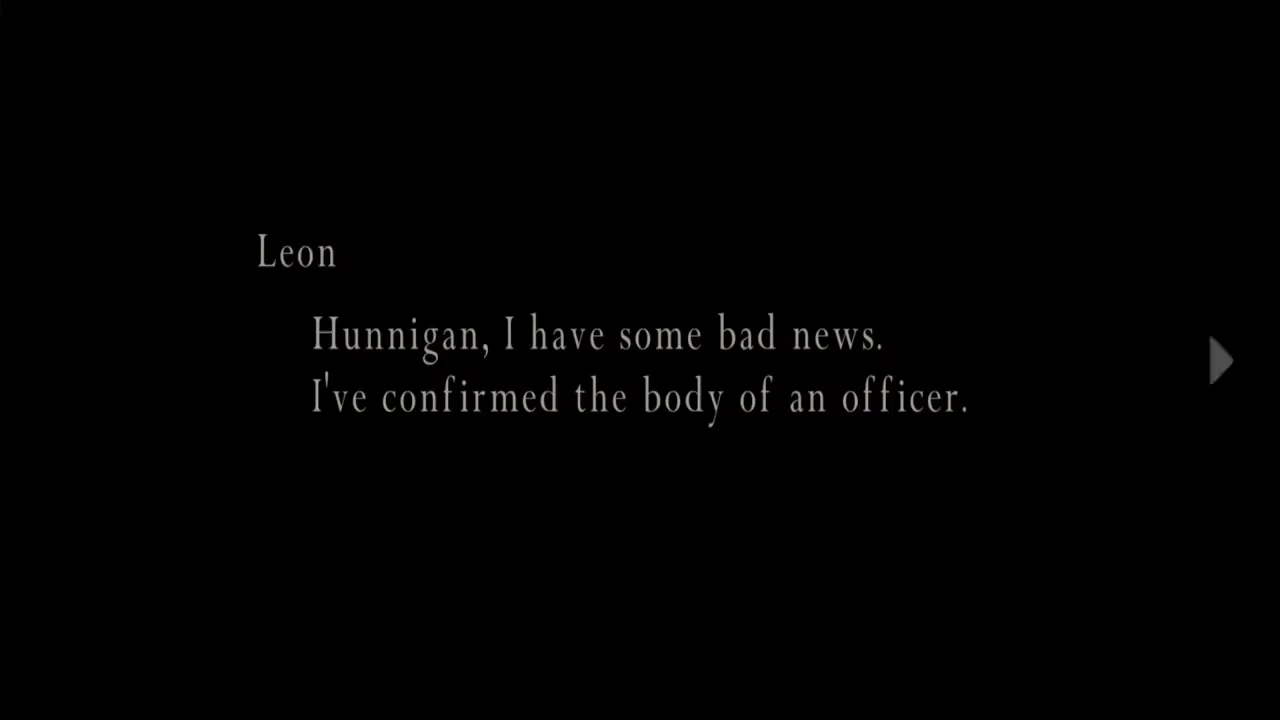 Leon
Hunnigan, I have some bad news.
I've confirmed the body of an officer.